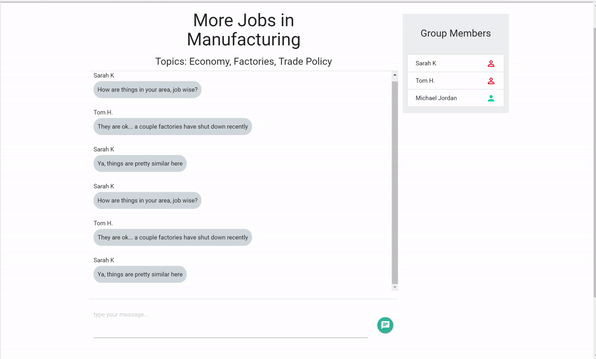 More Jobs in
Manufacturing
Topics: Economy, Factories, Trade Policy
Sarah K
How are things in your area, job wise?
Tom H.
They are ok... a couple factories have shut down recently
Sarah K
Ya, things are pretty similar here
Sarah K
How are things in your area, job wise?
Tom H.
They are ok... a couple factories have shut down recently
Sarah K
Ya, things are pretty similar here
type your message...
Group Members
Sarah K
Tom H.
Michael Jordan